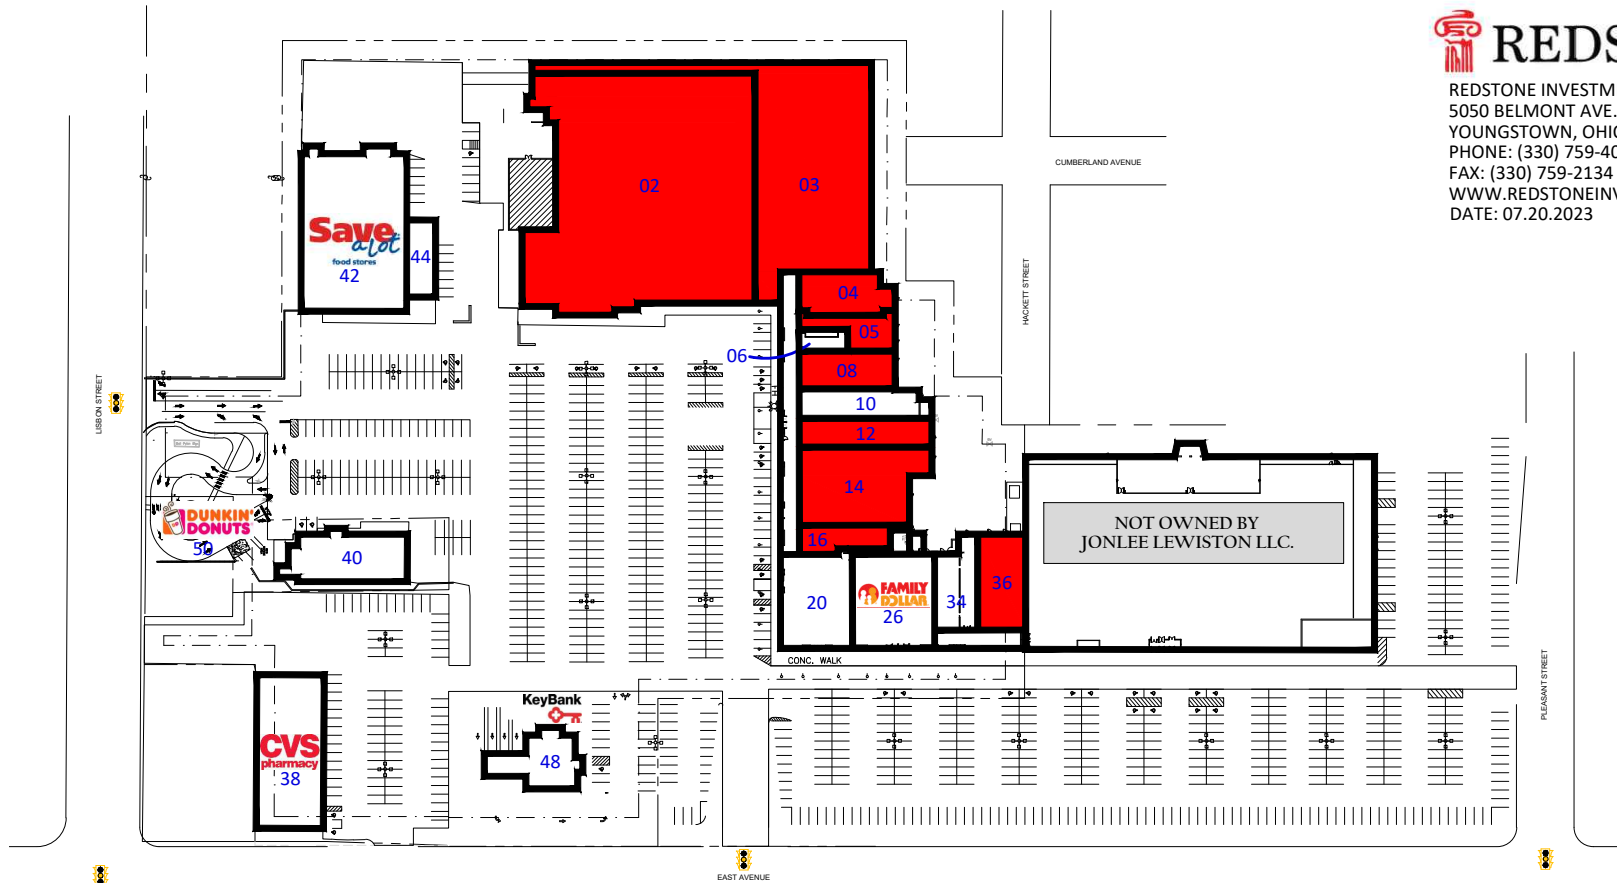 REDS
REDSTONE INVESTM
5050 BELMONT AVE.
YOUNGSTOWN, OHIO
PHONE: (330) 759-40
FAX: (330) 759-2134
WWW.REDSTONEINV
DATE: 07.20.2023
CUMBERLAND AVENUE
HACKETT STREET
LISBON STREET
PLEASANT STREET
EAST AVENUE
02
03
Save
a lot
food stores
42
44
04
05
06
08
10
12
14
16
NOT OWNED BY
JONLEE LEWISTON LLC.
DUNKIN'
DONUTS
50
40
20
FAMILY
DOLLAR
26
34
36
CONC. WALK
KeyBank
48
CVS
pharmacy
38